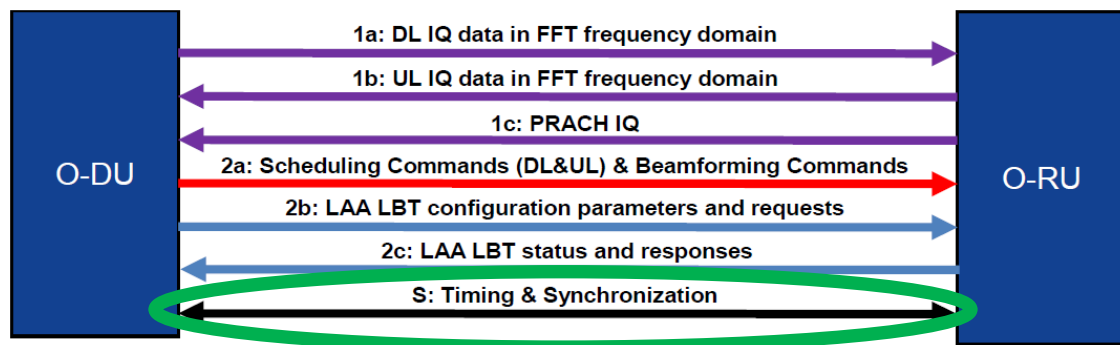 1a: DL IQ data in FFT frequency domain
1b: UL IQ data in FFT frequency domain
1c: PRACH IQ
O-DU
2a: Scheduling Commands (DL&UL) & Beamforming Commands
O-RU
2b: LAA LBT configuration parameters and requests
2c: LAA LBT status and responses
S: Timing & Synchronization